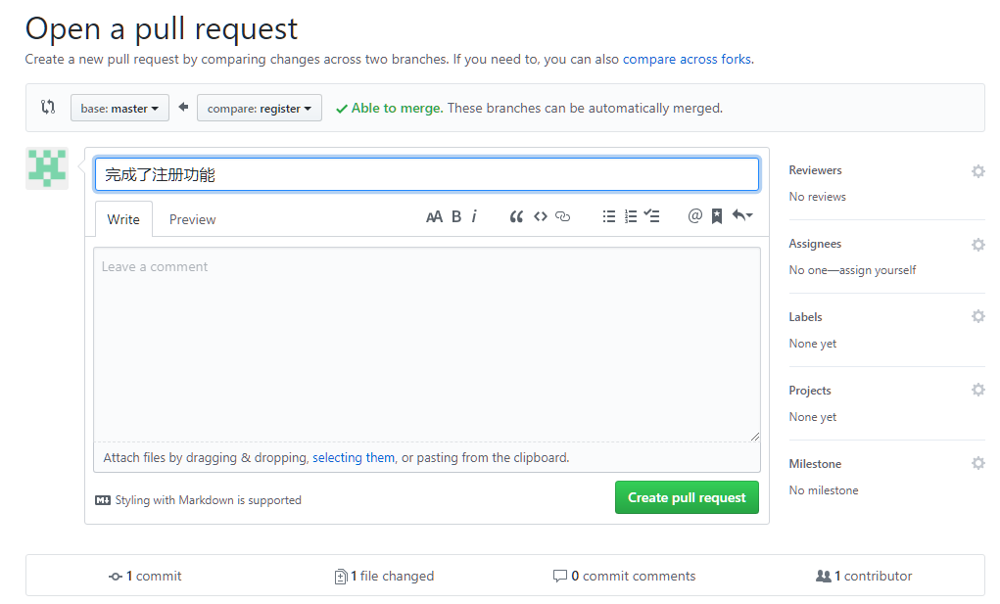 Open a pull request
Create a new pull request by comparing changes across two branches. If you need to, you can also compare across forks.
base: master
compare: register
Able to merge. These branches can be automatically merged.
完成了注册功能
Write
Preview
AA B i
Leave a comment
Attach files by dragging & dropping, selecting them, or pasting from the clipboard.
Styling with Markdown is supported
Create pull request
Reviewers
No reviews
Assignees
No one—assign yourself
Labels
None yet
Projects
None yet
Milestone
No milestone
1 commit
1 file changed
0 commit comments
1 contributor